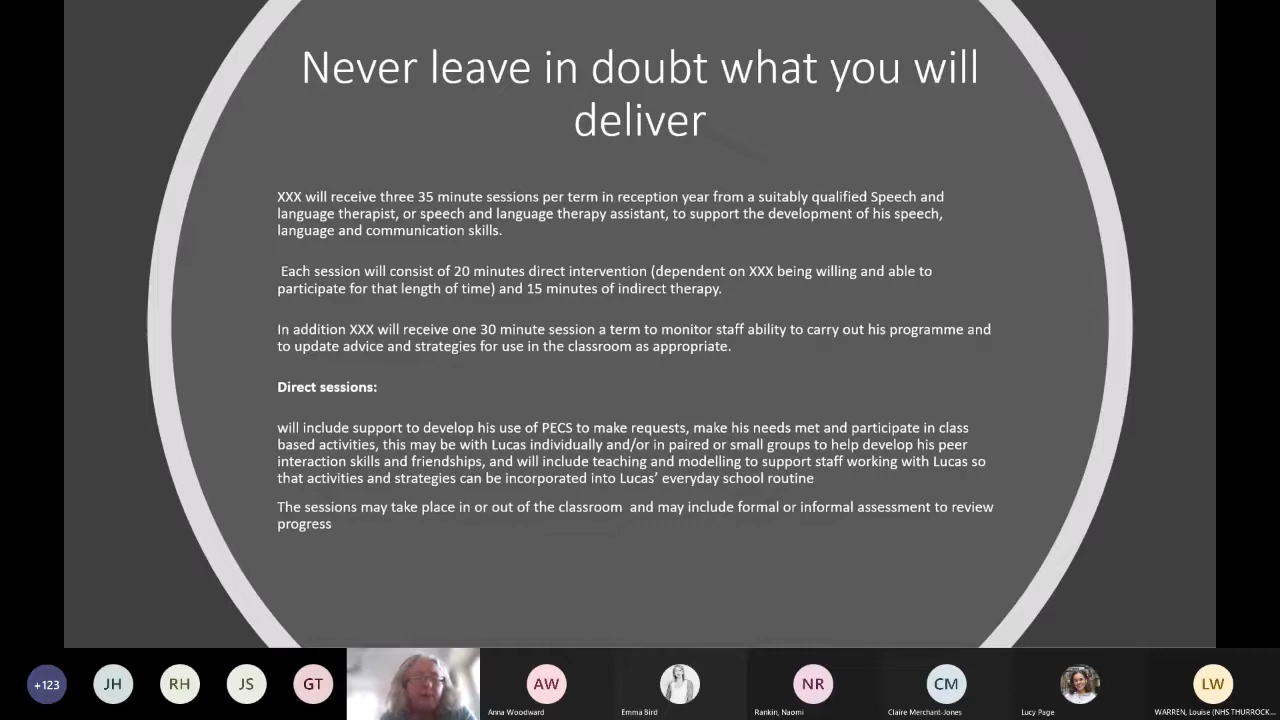 Never leave in doubt what you will
deliver
XXX will receive three 35 minute sessions per term in reception year from a suitably qualified Speech and
language therapist, or speech and language therapy assistant, to support the development of his speech,
language and communication skills.
Each session will consist of 20 minutes direct intervention (dependent on XXX being willing and able to
participate for that length of time) and 15 minutes of indirect therapy.
In addition XXX will receive one 30 minute session a term to monitor staff ability to carry out his programme and
to update advice and strategies for use in the classroom as appropriate.
Direct sessions:
will include support to develop his use of PECS to make requests, make his needs met and participate in class
based activities, this may be with Lucas individually and/or in paired or small groups to help develop his peer
interaction skills and friendships, and will include teaching and modelling to support staff working with Lucas so
that activities and strategies can be incorporated into Lucas’ everyday school routine
The sessions may take place in or out of the classroom  and may include formal or informal assessment to review
progress
+123 JH RH JS GT AW NR CM LW
Anna Woodward Emma Bird Rankin, Naomi Claire Merchant-Jones Lucy Page WARREN, Louise (NHS THURROCK...